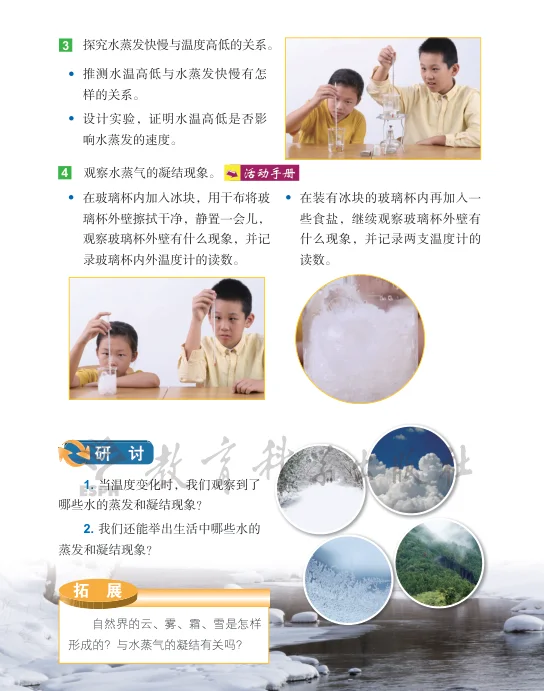 3 探究水蒸发快慢与温度高低的关系。
• 推测水温高低与水蒸发快慢有怎
样的关系。
• 设计实验，证明水温高低是否影
响水蒸发的速度。
4 观察水蒸气的凝结现象。 活动手册
• 在玻璃杯内加入冰块，用干布将玻
璃杯外壁擦拭干净，静置一会儿，
观察玻璃杯外壁有什么现象，并记
录玻璃杯内外温度计的读数。
• 在装有冰块的玻璃杯内再加入一
些食盐，继续观察玻璃杯外壁有
什么现象，并记录两支温度计的
读数。
研 讨
教育科学出版社
ESPH
1. 当温度变化时，我们观察到了
哪些水的蒸发和凝结现象？
2. 我们还能举出生活中哪些水的
蒸发和凝结现象？
拓 展
自然界的云、雾、霜、雪是怎样
形成的？与水蒸气的凝结有关吗？